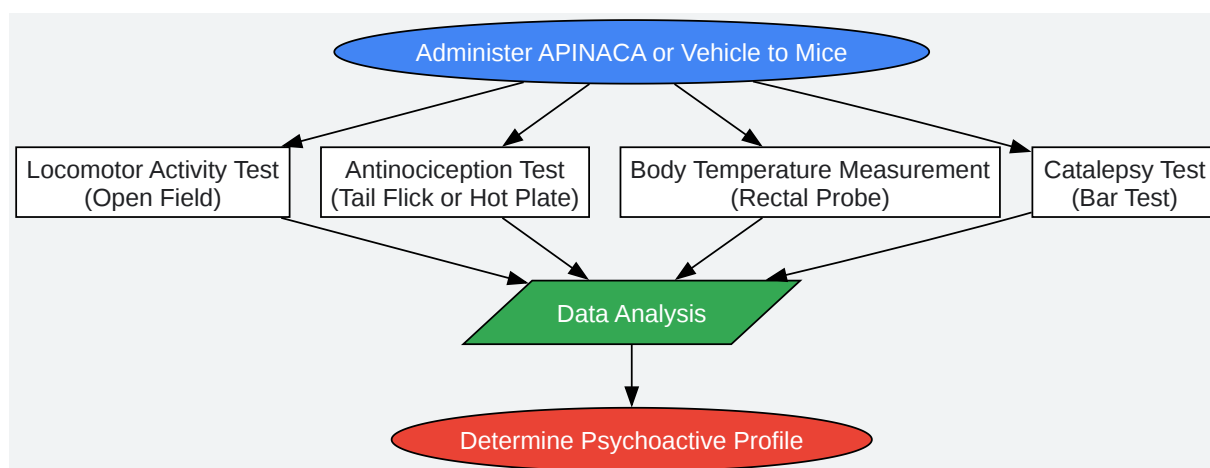 Administer APINACA or Vehicle to Mice
Locomotor Activity Test
(Open Field)
Antinociception Test
(Tail Flick or Hot Plate)
Body Temperature Measurement
(Rectal Probe)
Catalepsy Test
(Bar Test)
Data Analysis
Determine Psychoactive Profile